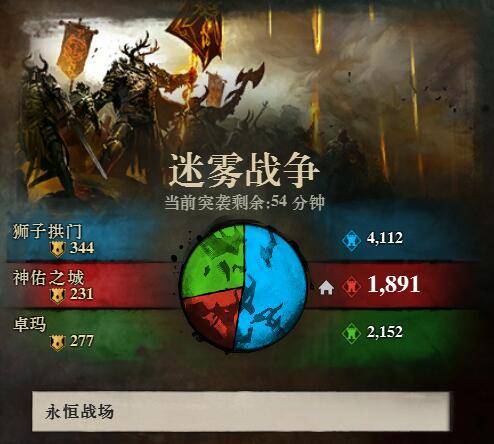 迷雾战争
当前突袭剩余:54 分钟
狮子拱门
344
4,112
神佑之城
231
1,891
卓玛
277
2,152
永恒战场